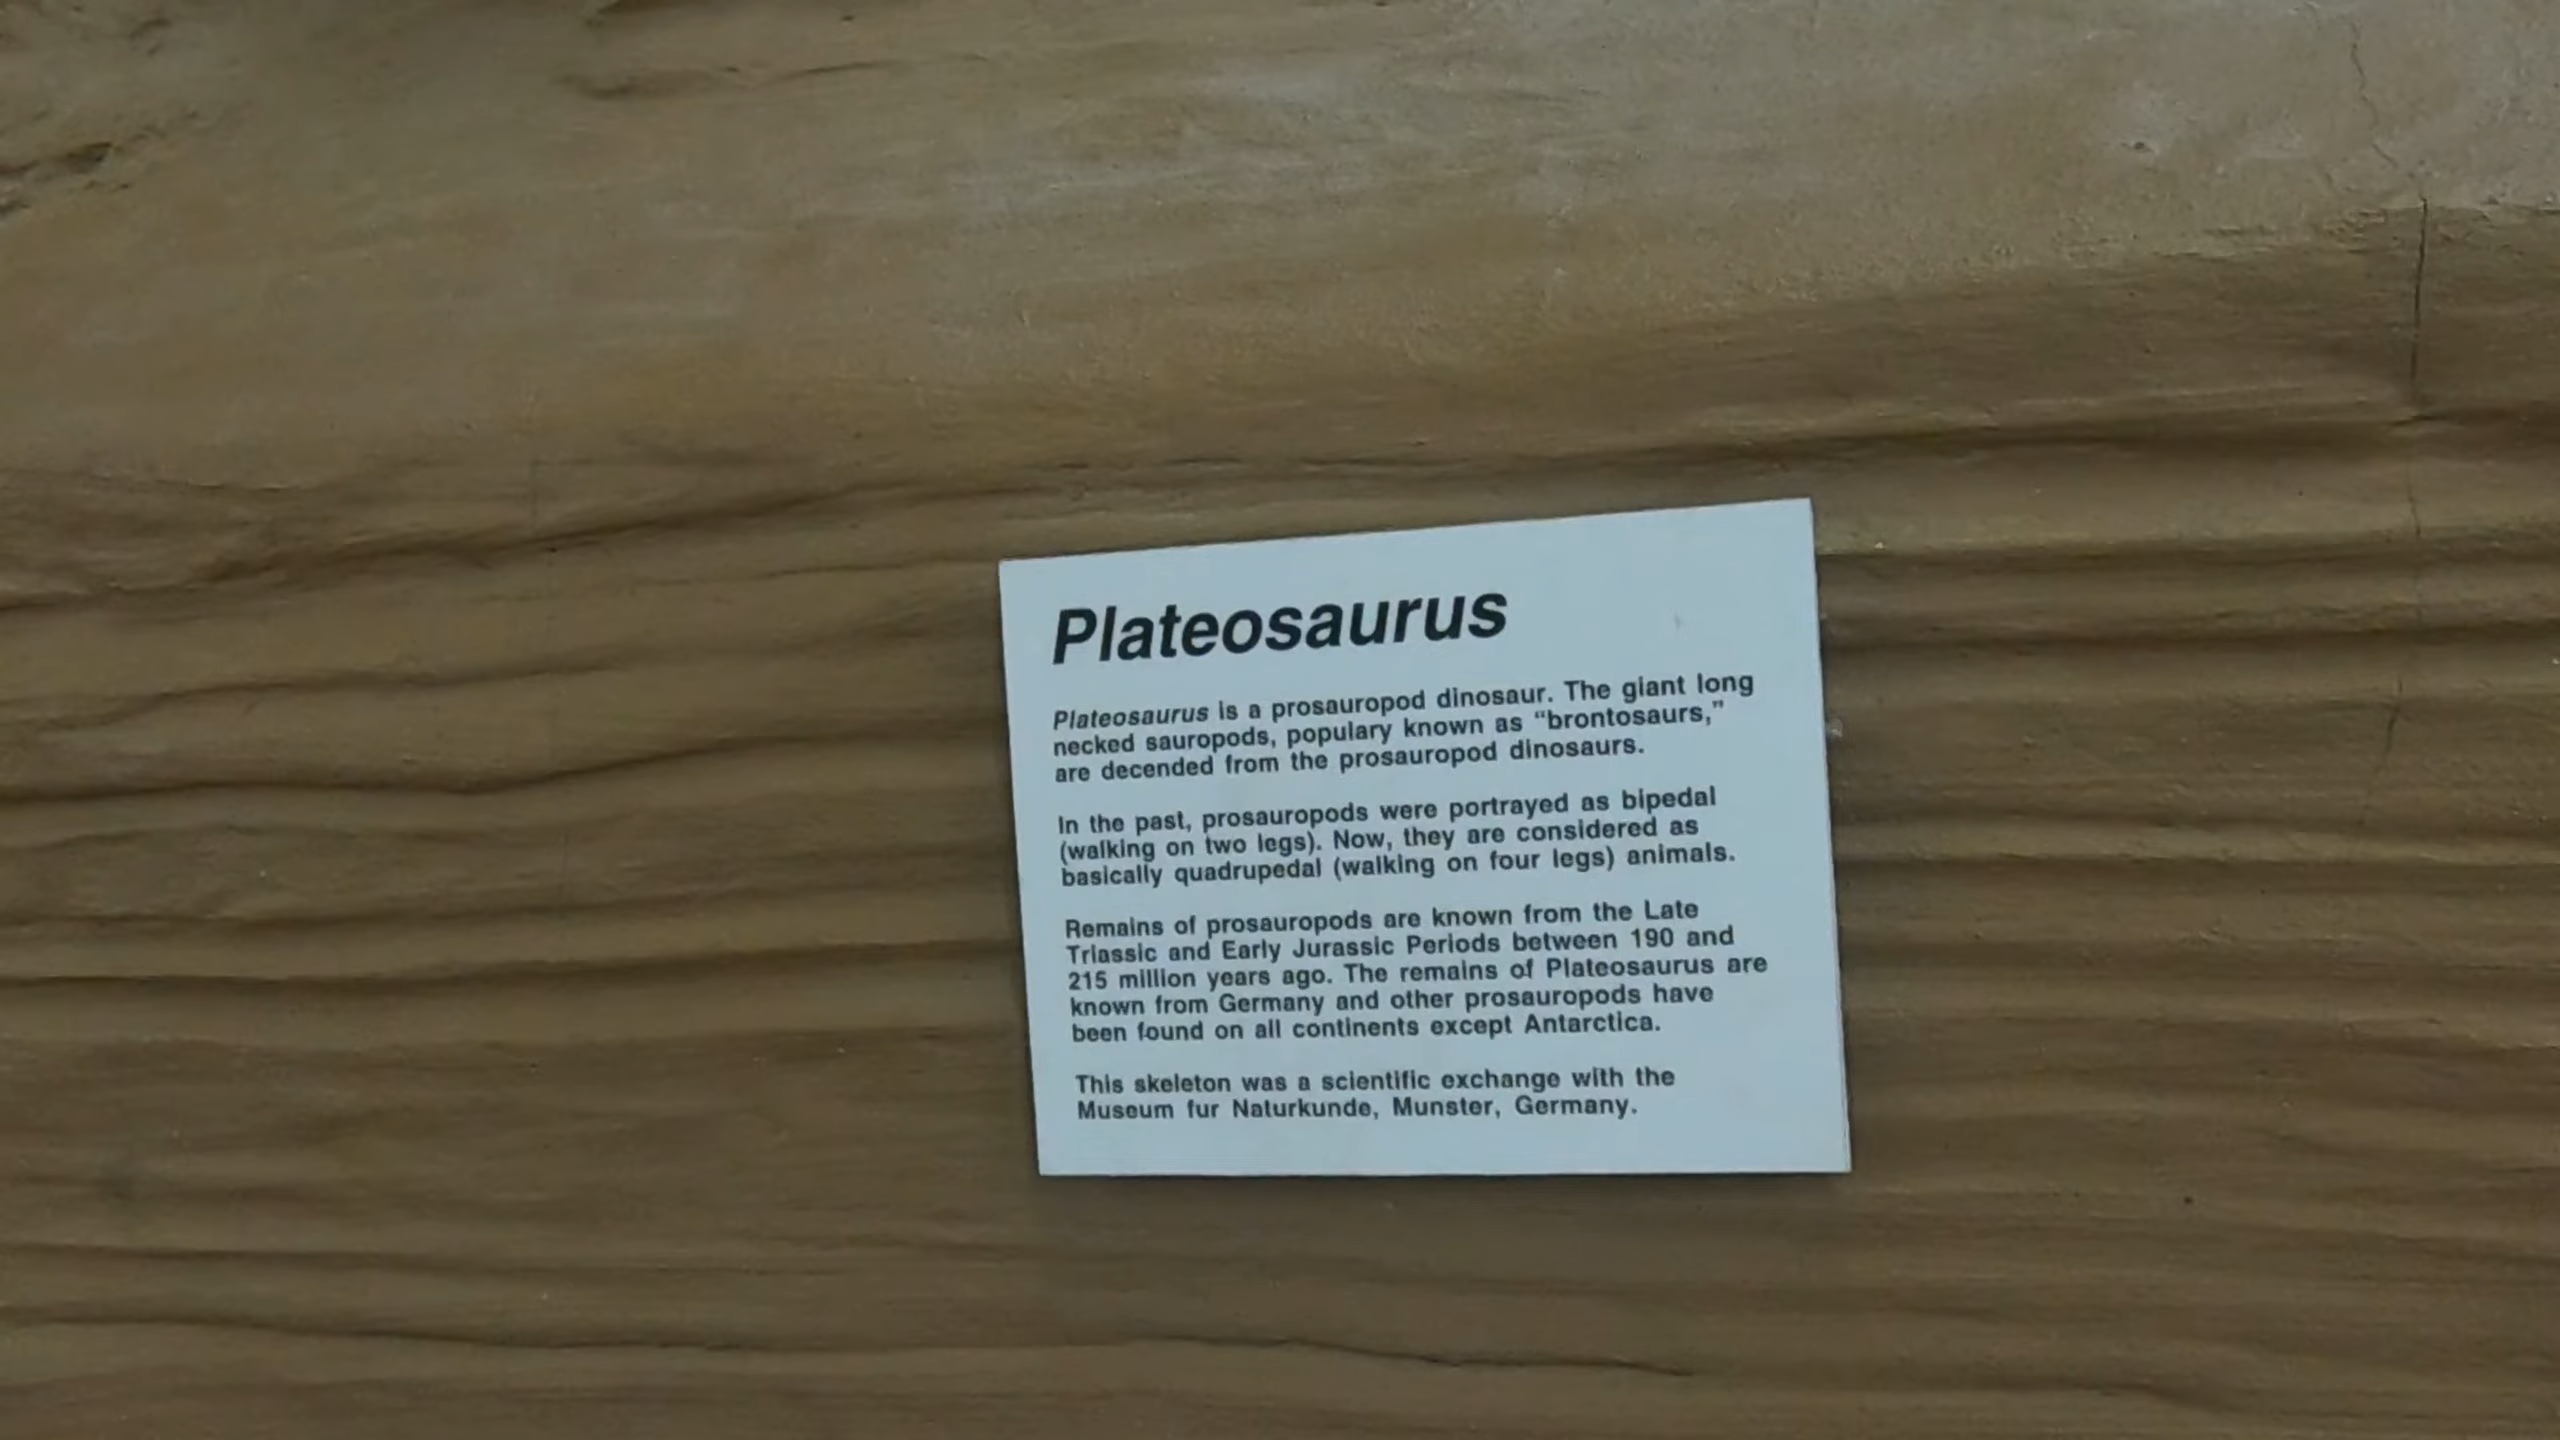 Plateosaurus
Plateosaurus is a prosauropod dinosaur. The giant long
necked sauropods, populary known as “brontosaurs,”
are decended from the prosauropod dinosaurs.
In the past, prosauropods were portrayed as bipedal
(walking on two legs). Now, they are considered as
basically quadrupedal (walking on four legs) animals.
Remains of prosauropods are known from the Late
Triassic and Early Jurassic Periods between 190 and
215 million years ago. The remains of Plateosaurus are
known from Germany and other prosauropods have
been found on all continents except Antarctica.
This skeleton was a scientific exchange with the
Museum fur Naturkunde, Munster, Germany.